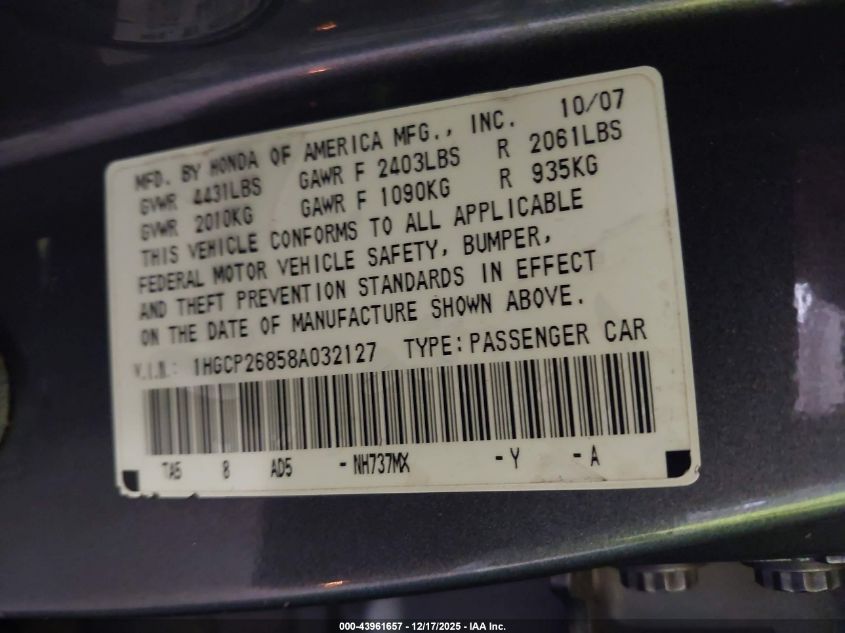 MFD. BY HONDA OF AMERICA MFG., INC. 10/07
GVWR 4431LBS GAWR F 2403LBS R 2061LBS
GVWR 2010KG GAWR F 1090KG R 935KG
THIS VEHICLE CONFORMS TO ALL APPLICABLE
FEDERAL MOTOR VEHICLE SAFETY, BUMPER,
AND THEFT PREVENTION STANDARDS IN EFFECT
ON THE DATE OF MANUFACTURE SHOWN ABOVE.
V.I.N.: 1HGCP26858A032127 TYPE: PASSENGER CAR
TA5 8 AD5 - NH737MX - Y - A
000-43961657 - 12/17/2025 - IAA Inc.